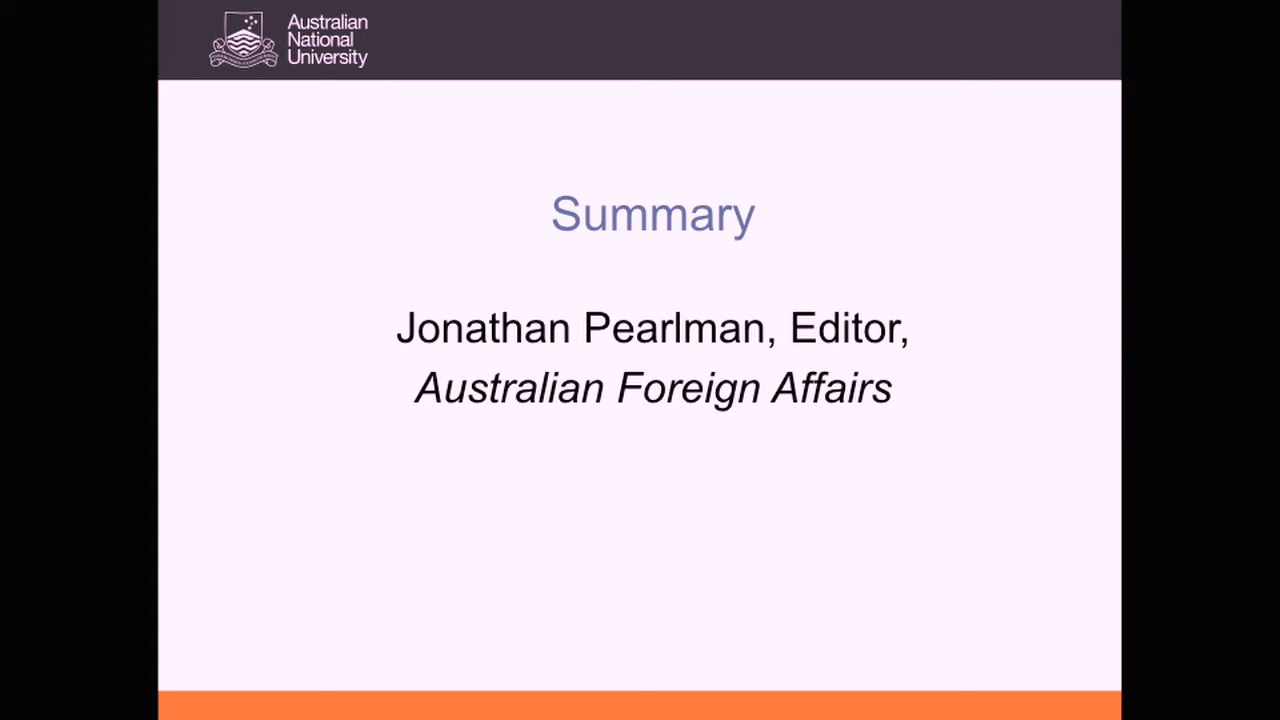 Australian
National
University
Summary
Jonathan Pearlman, Editor,
Australian Foreign Affairs